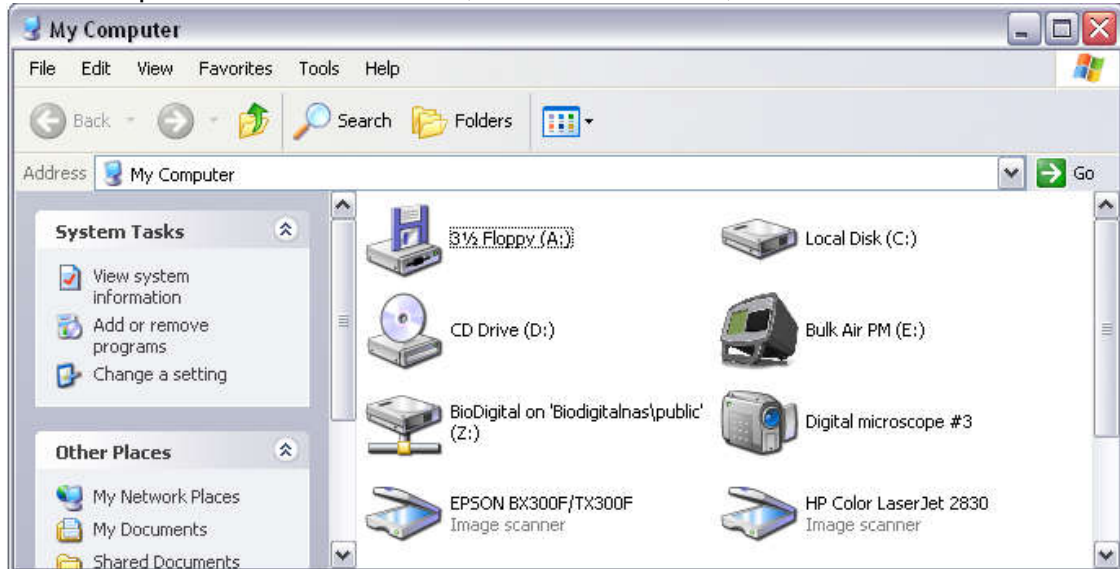 My Computer
File Edit View Favorites Tools Help
Back Search Folders
Address My Computer Go
System Tasks
View system
information
Add or remove
programs
Change a setting
Other Places
My Network Places
My Documents
Shared Documents
3½ Floppy (A:)
Local Disk (C:)
CD Drive (D:)
Bulk Air PM (E:)
BioDigital on 'Biodigitalnas\public'
(Z:)
Digital microscope #3
EPSON BX300F/TX300F
Image scanner
HP Color LaserJet 2830
Image scanner